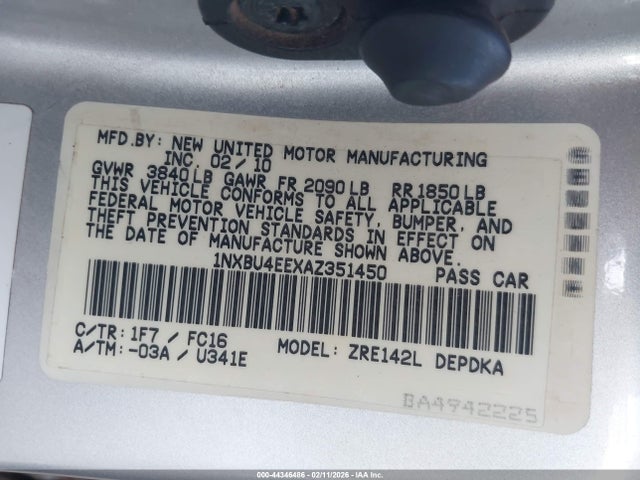 MFD.BY: NEW UNITED MOTOR MANUFACTURING
INC. 02/10
GVWR 3840LB GAWR FR 2090LB RR1850LB
THIS VEHICLE CONFORMS TO ALL APPLICABLE
FEDERAL MOTOR VEHICLE SAFETY, BUMPER, AND
THEFT PREVENTION STANDARDS IN EFFECT ON
THE DATE OF MANUFACTURE SHOWN ABOVE.
1NXBU4EEXAZ351450 PASS CAR
C/TR: 1F7 / FC16
A/TM: -03A / U341E
MODEL: ZRE142L DEPDKA
BA4942225
000-44346486 - 02/11/2026 - IAA Inc.